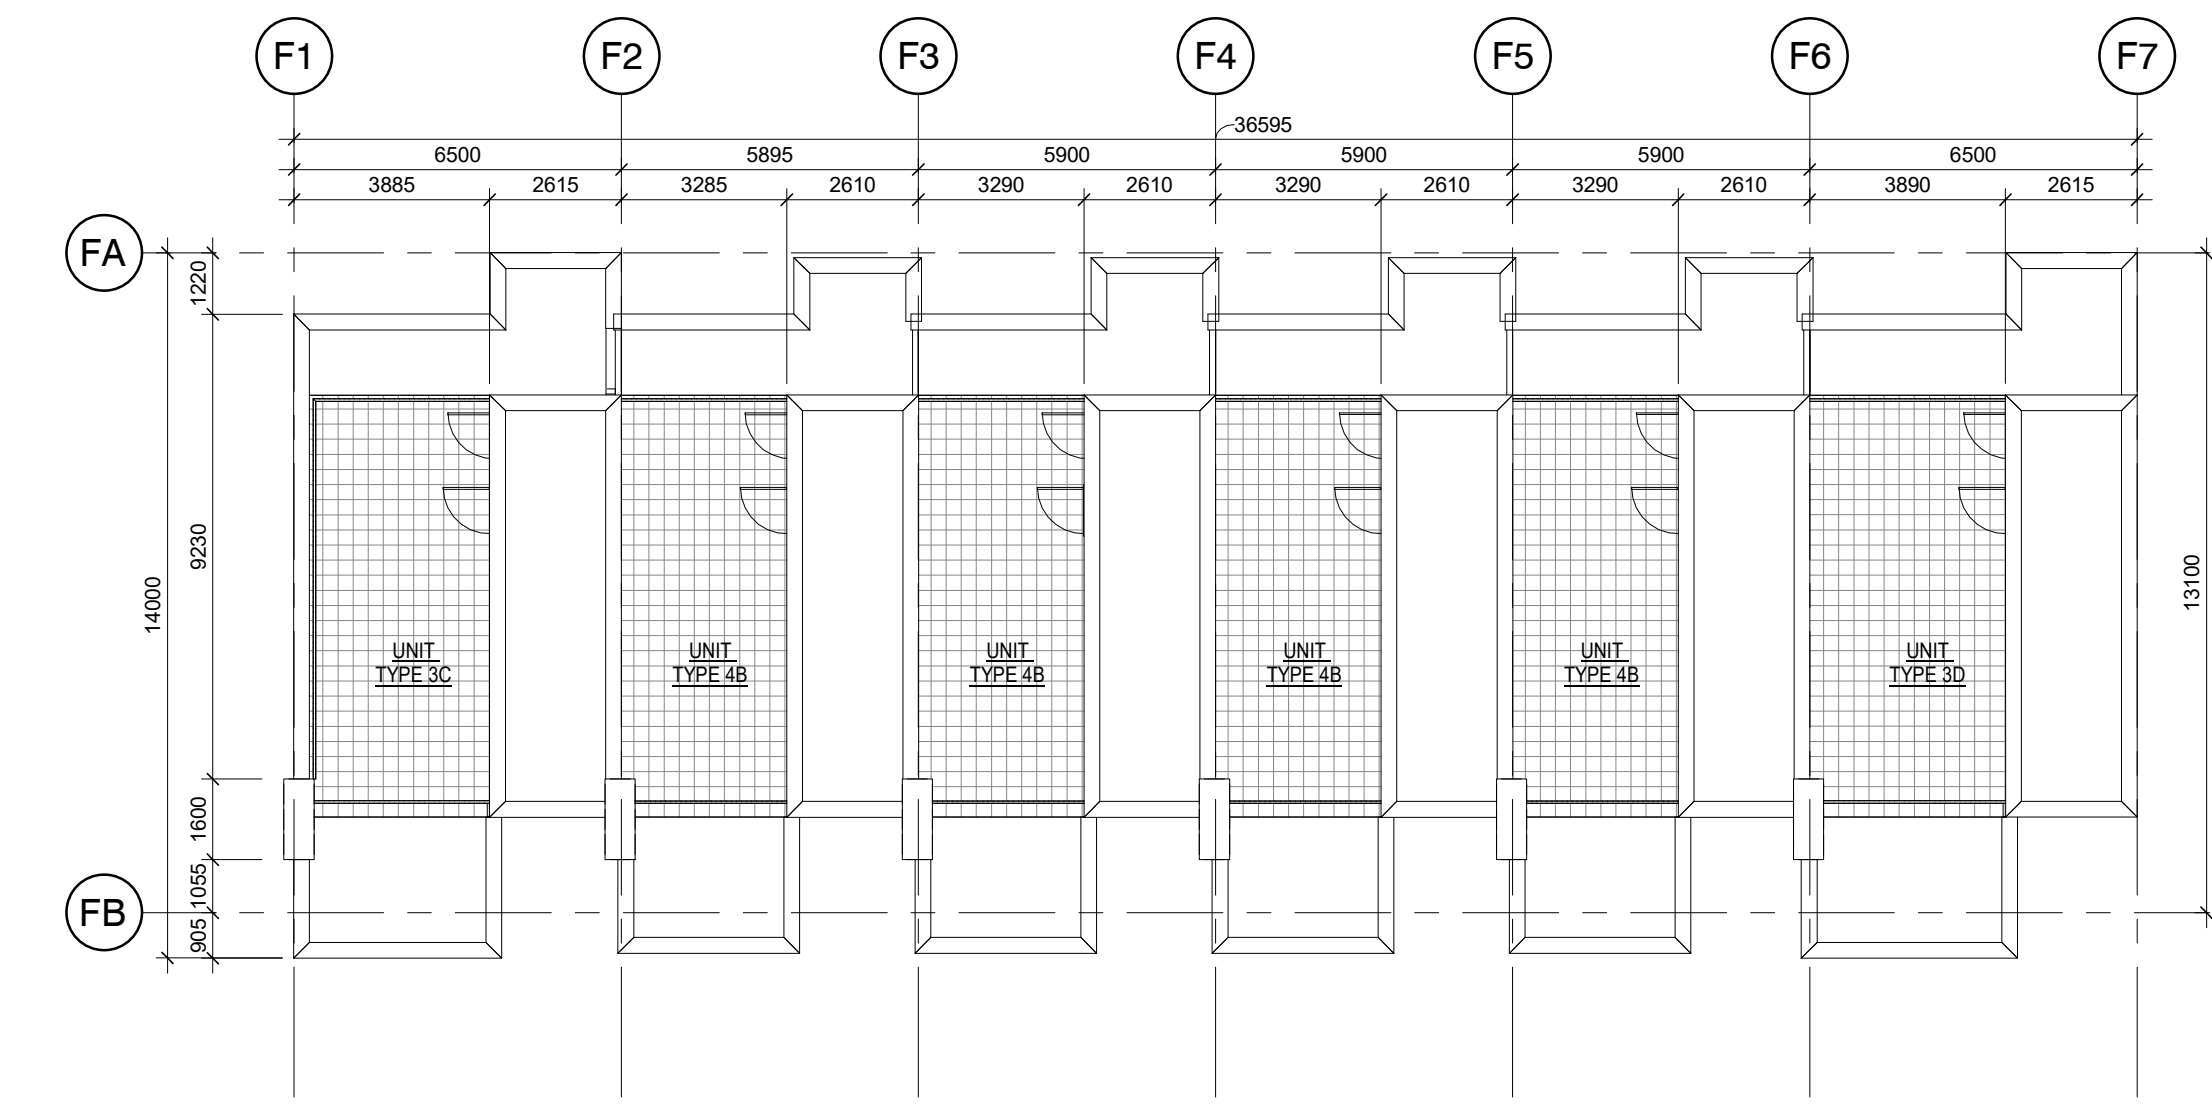 F1 F2 F3 F4 F5 F6 F7
36595
6500 5895 5900 5900 5900 6500
3885 2615 3285 2610 3290 2610 3290 2610 3290 2610 3890 2615
FA
1220
9230
14000
13100
UNIT
TYPE 3C
UNIT
TYPE 4B
UNIT
TYPE 4B
UNIT
TYPE 4B
UNIT
TYPE 4B
UNIT
TYPE 3D
1600
1055
FB
905